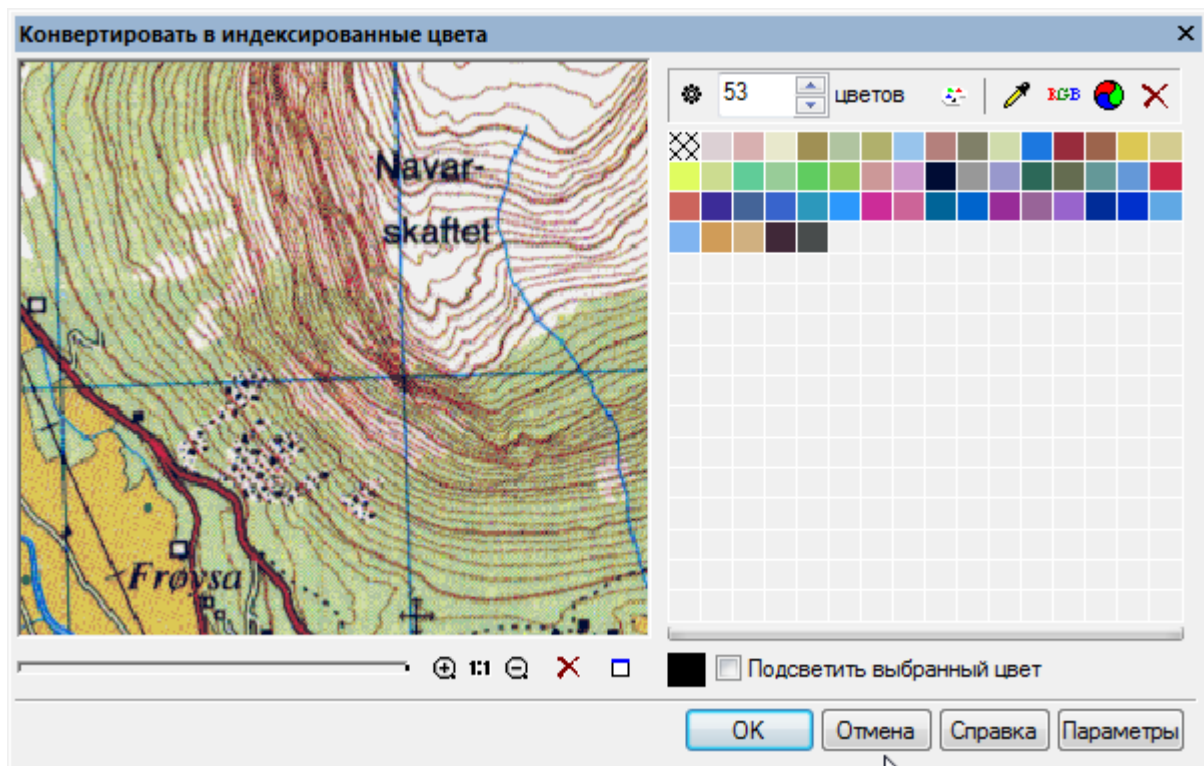 Конвертировать в индексированные цвета
53 цветов RGB
Navar-
skaftet
Frøysa
1:1
Подсветить выбранный цвет
OK Отмена Справка Параметры